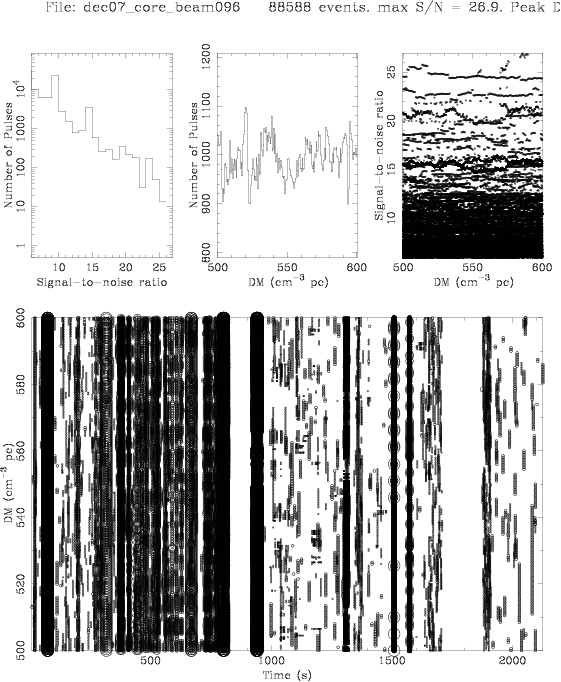 File: dec07_core_beam096 88588 events. max S/N = 26.9. Peak
Number of Pulses
1 10 100 1000 10⁴
10 15 20 25
Signal-to-noise ratio
Number of Pulses
800 900 1000 1100 1200
500 550 600
DM (cm⁻³ pc)
Signal-to-noise ratio
10 15 20 25
500 550 600
DM (cm⁻³ pc)
DM (cm⁻³ pc)
500 520 540 560 580 600
500 1000 1500 2000
Time (s)